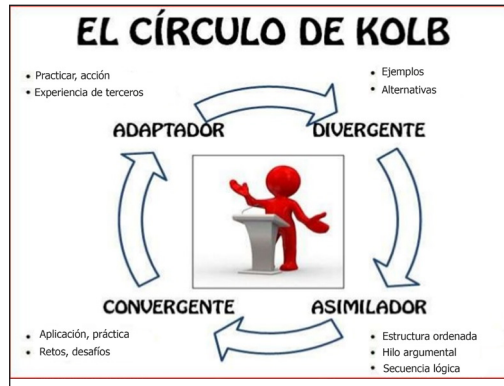 EL CÍRCULO DE KOLB
• Practicar, acción
• Experiencia de terceros
• Ejemplos
• Alternativas
ADAPTADOR
DIVERGENTE
CONVERGENTE
ASIMILADOR
• Aplicación, práctica
• Retos, desafíos
• Estructura ordenada
• Hilo argumental
• Secuencia lógica